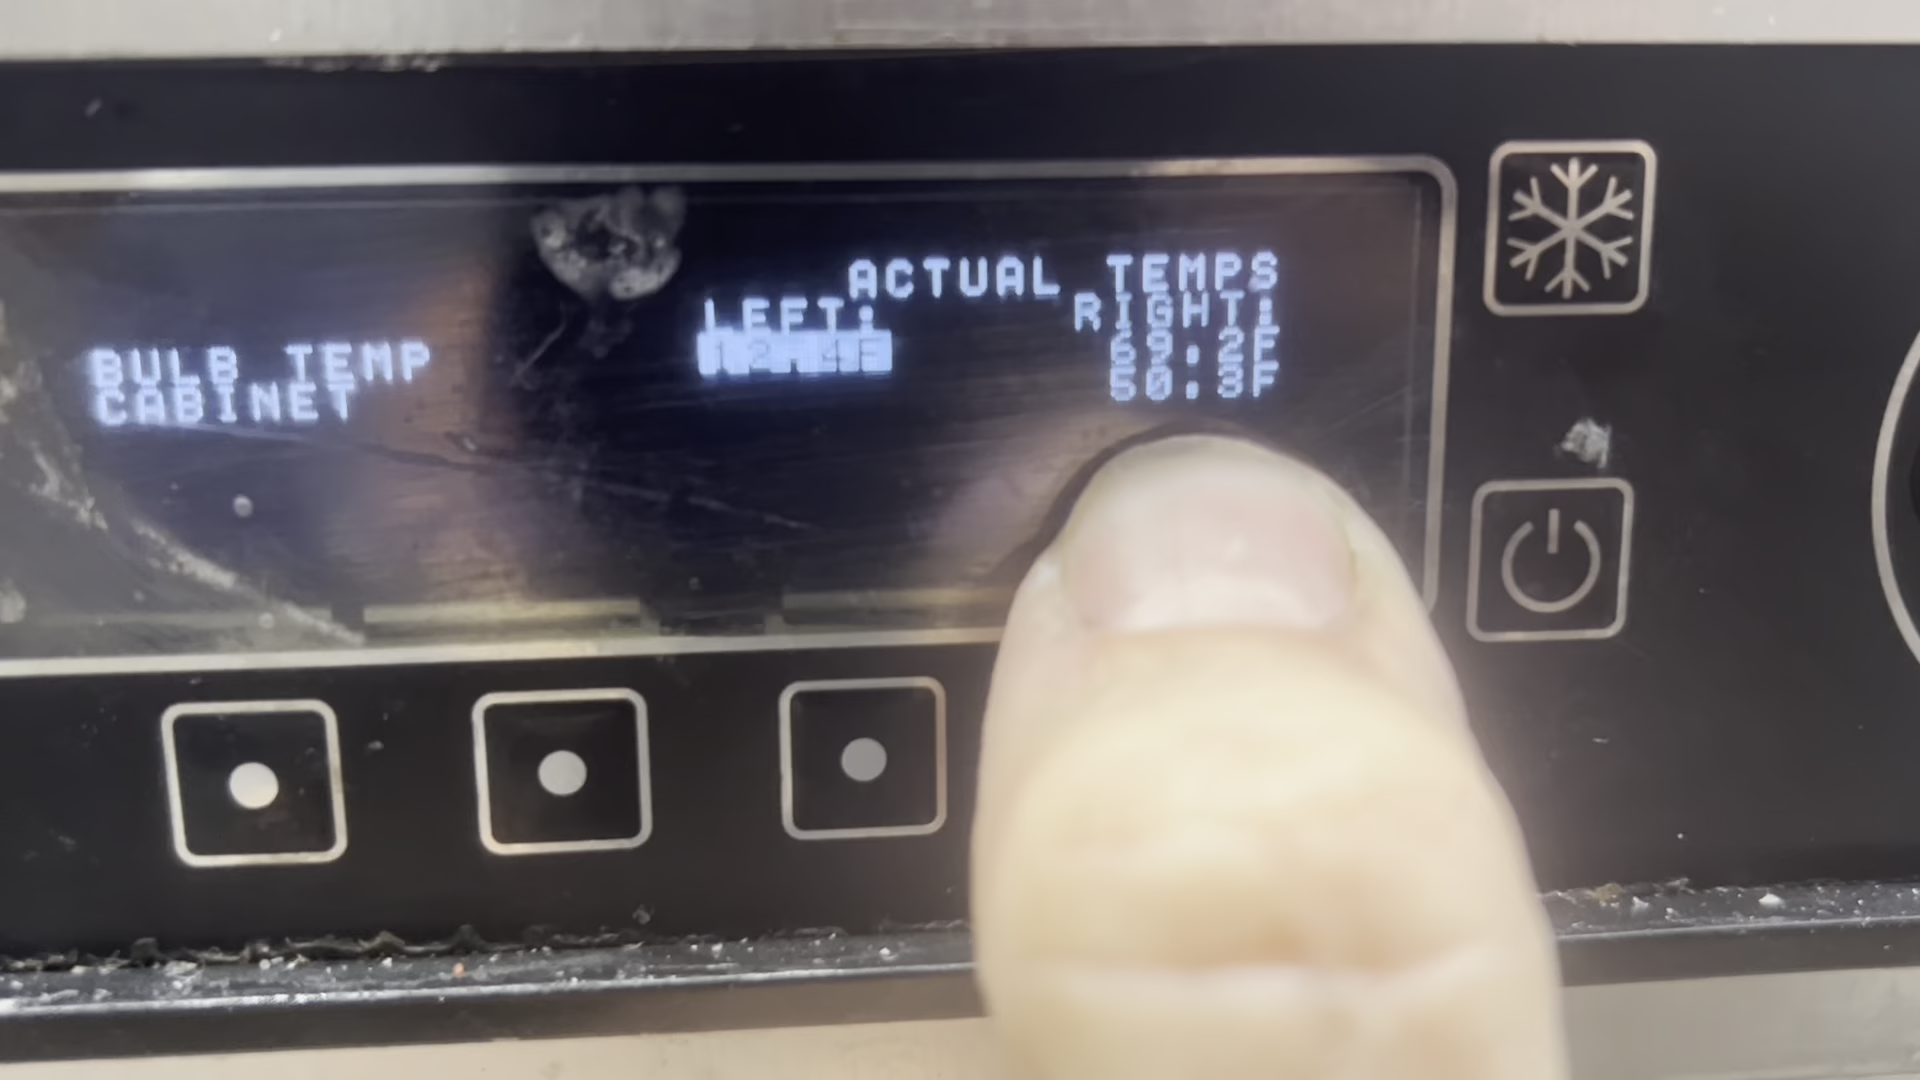 ACTUAL TEMPS
LEFT: RIGHT:
BULB TEMP 69.2F
CABINET 50.3F